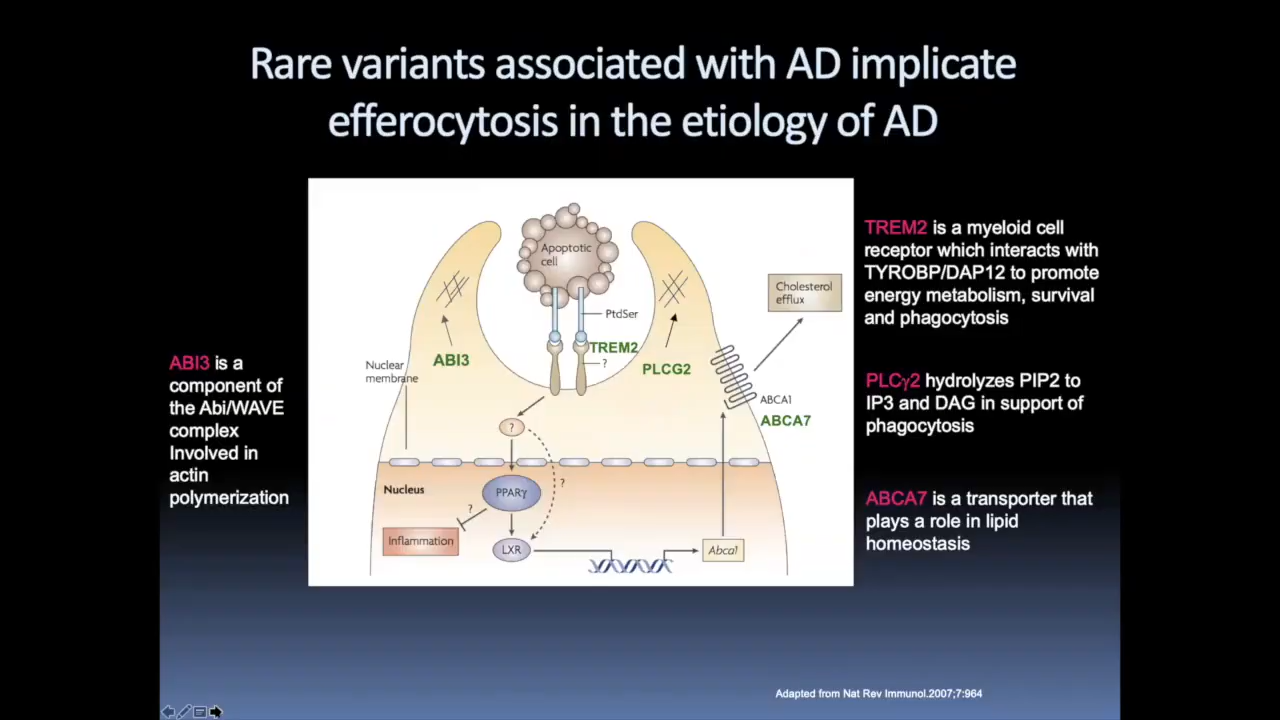 Rare variants associated with AD implicate
efferocytosis in the etiology of AD
ABI3 is a
component of
the Abi/WAVE
complex
Involved in
actin
polymerization
Apoptotic
cell
PtdSer
TREM2
?
ABI3
PLCG2
Nuclear
membrane
Cholesterol
efflux
ABCA1
ABCA7
?
?
Nucleus
PPARγ
?
Inflammation
LXR
Abca1
TREM2 is a myeloid cell
receptor which interacts with
TYROBP/DAP12 to promote
energy metabolism, survival
and phagocytosis
PLCγ2 hydrolyzes PIP2 to
IP3 and DAG in support of
phagocytosis
ABCA7 is a transporter that
plays a role in lipid
homeostasis
Adapted from Nat Rev Immunol.2007;7:964